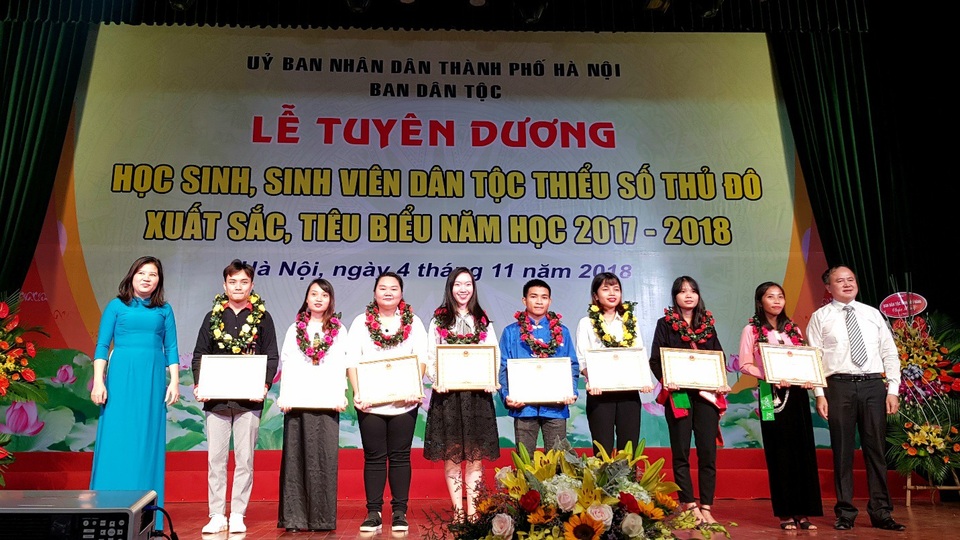 UỶ BAN NHÂN DÂN THÀNH PHỐ HÀ NỘI
BAN DÂN TỘC
LỄ TUYÊN DƯƠNG
HỌC SINH, SINH VIÊN DÂN TỘC THIỂU SỐ THỦ ĐÔ
XUẤT SẮC, TIÊU BIỂU NĂM HỌC 2017 - 2018
Hà Nội, ngày 4 tháng 11 năm 2018